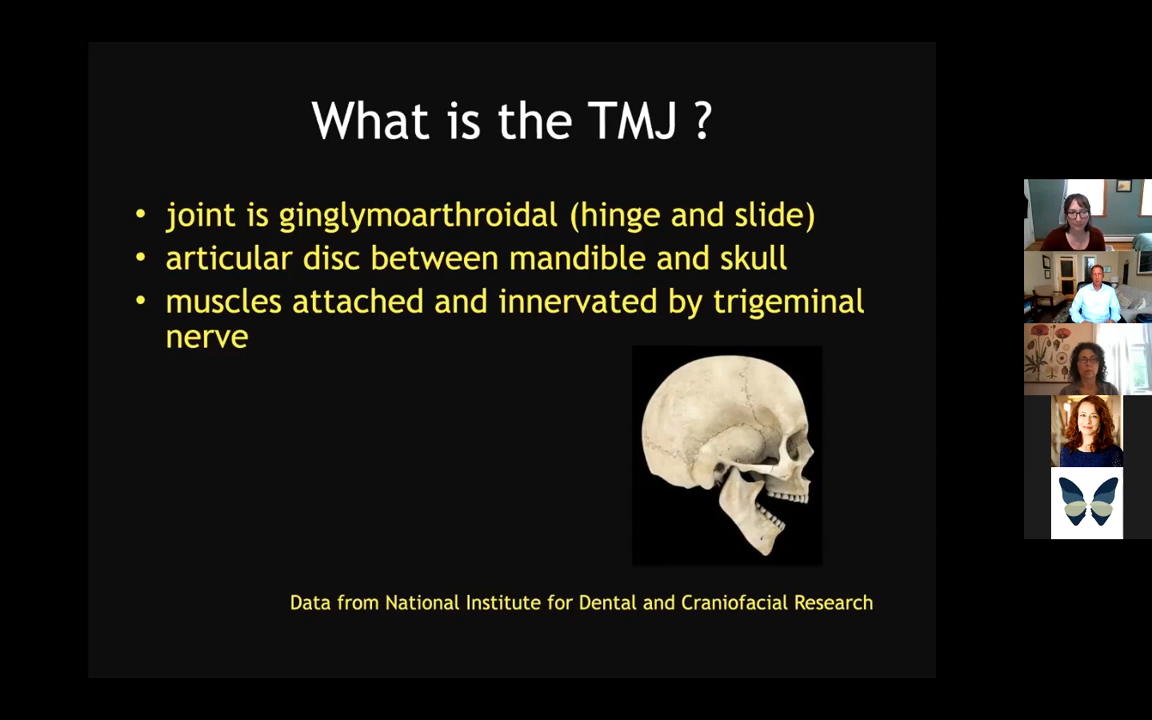 What is the TMJ ?
• joint is ginglymoarthroidal (hinge and slide)
• articular disc between mandible and skull
• muscles attached and innervated by trigeminal
nerve
Data from National Institute for Dental and Craniofacial Research